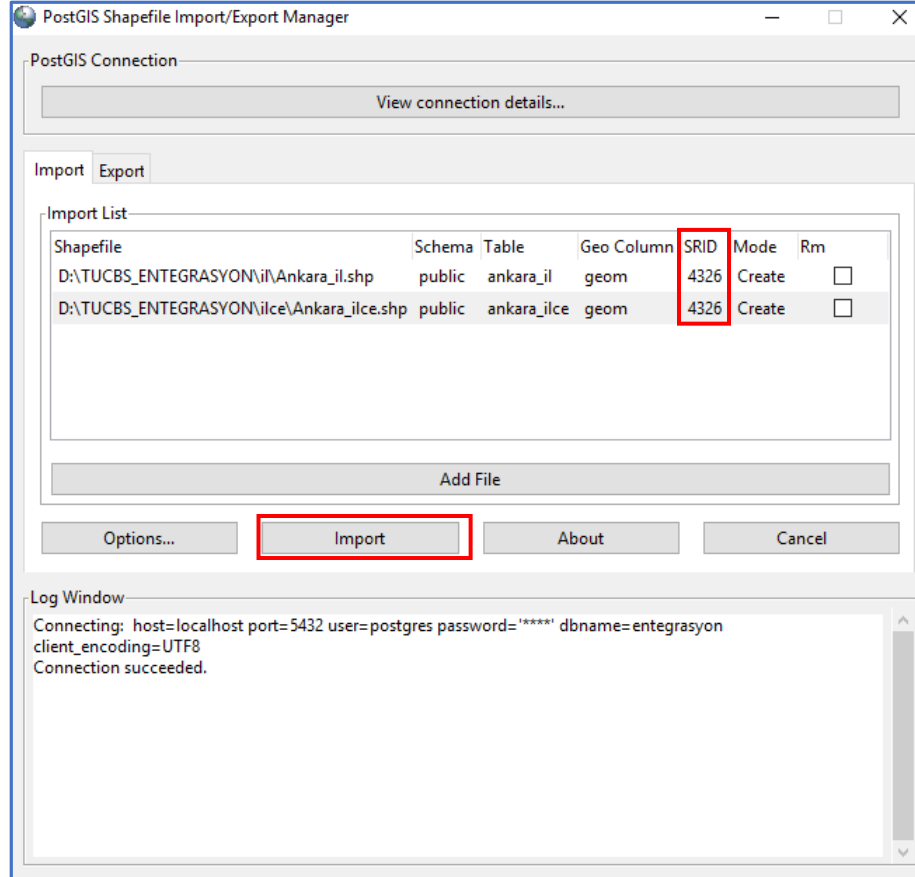 PostGIS Shapefile Import/Export Manager
PostGIS Connection
View connection details...
Import Export
Import List
Shapefile Schema Table Geo Column SRID Mode Rm
D:\TUCBS_ENTEGRASYON\il\Ankara_il.shp public ankara_il geom 4326 Create
D:\TUCBS_ENTEGRASYON\ilce\Ankara_ilce.shp public ankara_ilce geom 4326 Create
Add File
Options... Import About Cancel
Log Window
Connecting: host=localhost port=5432 user=postgres password='****' dbname=entegrasyon
client_encoding=UTF8
Connection succeeded.